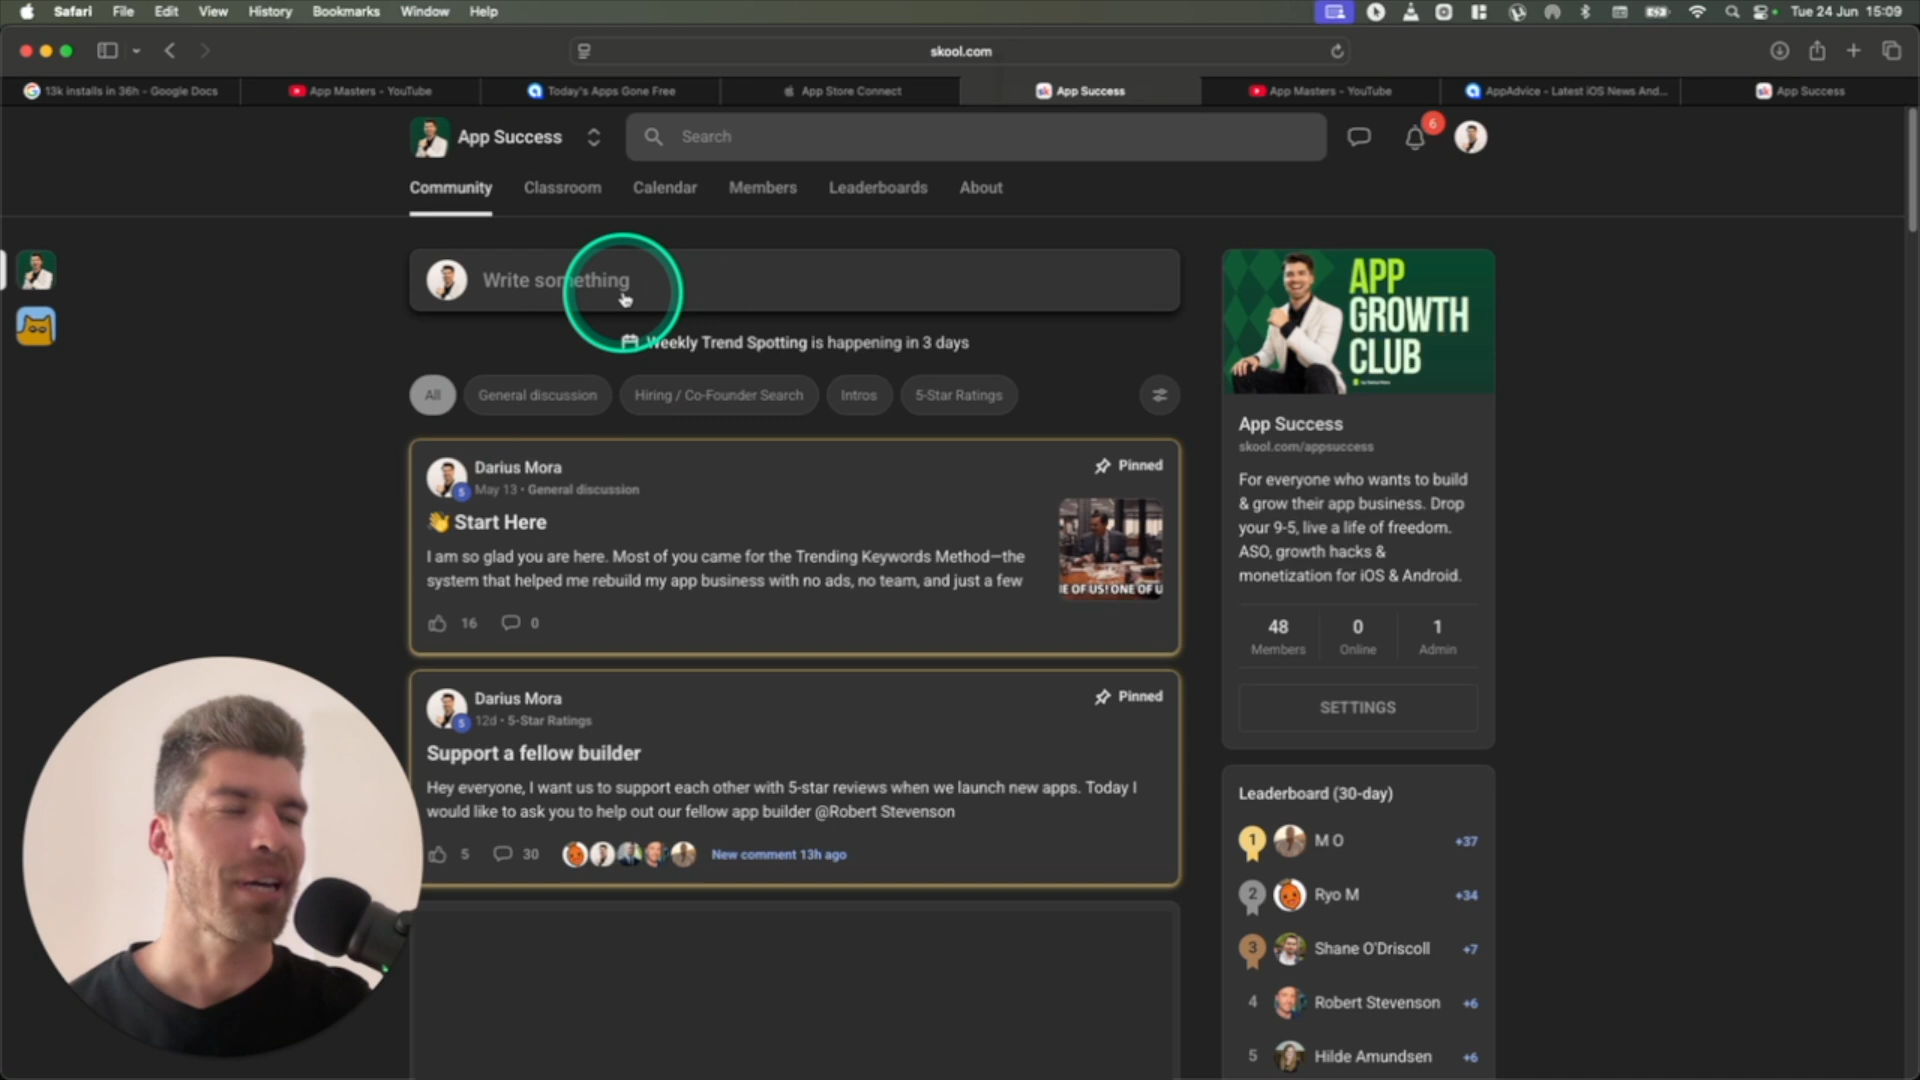 Safari File Edit View History Bookmarks Window Help Tue 24 Jun 15:09
skool.com
13k installs in 36h - Google Docs App Masters - YouTube Today's Apps Gone Free App Store Connect App Success App Masters - YouTube AppAdvice - Latest iOS News And... App Success
App Success Search 6
Community Classroom Calendar Members Leaderboards About
Write something
Weekly Trend Spotting is happening in 3 days
All General discussion Hiring / Co-Founder Search Intros 5-Star Ratings
Darius Mora Pinned
5 May 13 • General discussion
👋 Start Here
I am so glad you are here. Most of you came for the Trending Keywords Method—the
system that helped me rebuild my app business with no ads, no team, and just a few
IE OF US! ONE OF U
16 0
Darius Mora Pinned
5 12d • 5-Star Ratings
Support a fellow builder
Hey everyone, I want us to support each other with 5-star reviews when we launch new apps. Today I
would like to ask you to help out our fellow app builder @Robert Stevenson
5 30 New comment 13h ago
APP
GROWTH
CLUB
App Success
skool.com/appsuccess
For everyone who wants to build
& grow their app business. Drop
your 9-5, live a life of freedom.
ASO, growth hacks &
monetization for iOS & Android.
48 0 1
Members Online Admin
SETTINGS
Leaderboard (30-day)
1 M O +37
2 Ryo M +34
3 Shane O'Driscoll +7
4 Robert Stevenson +6
5 Hilde Amundsen +6